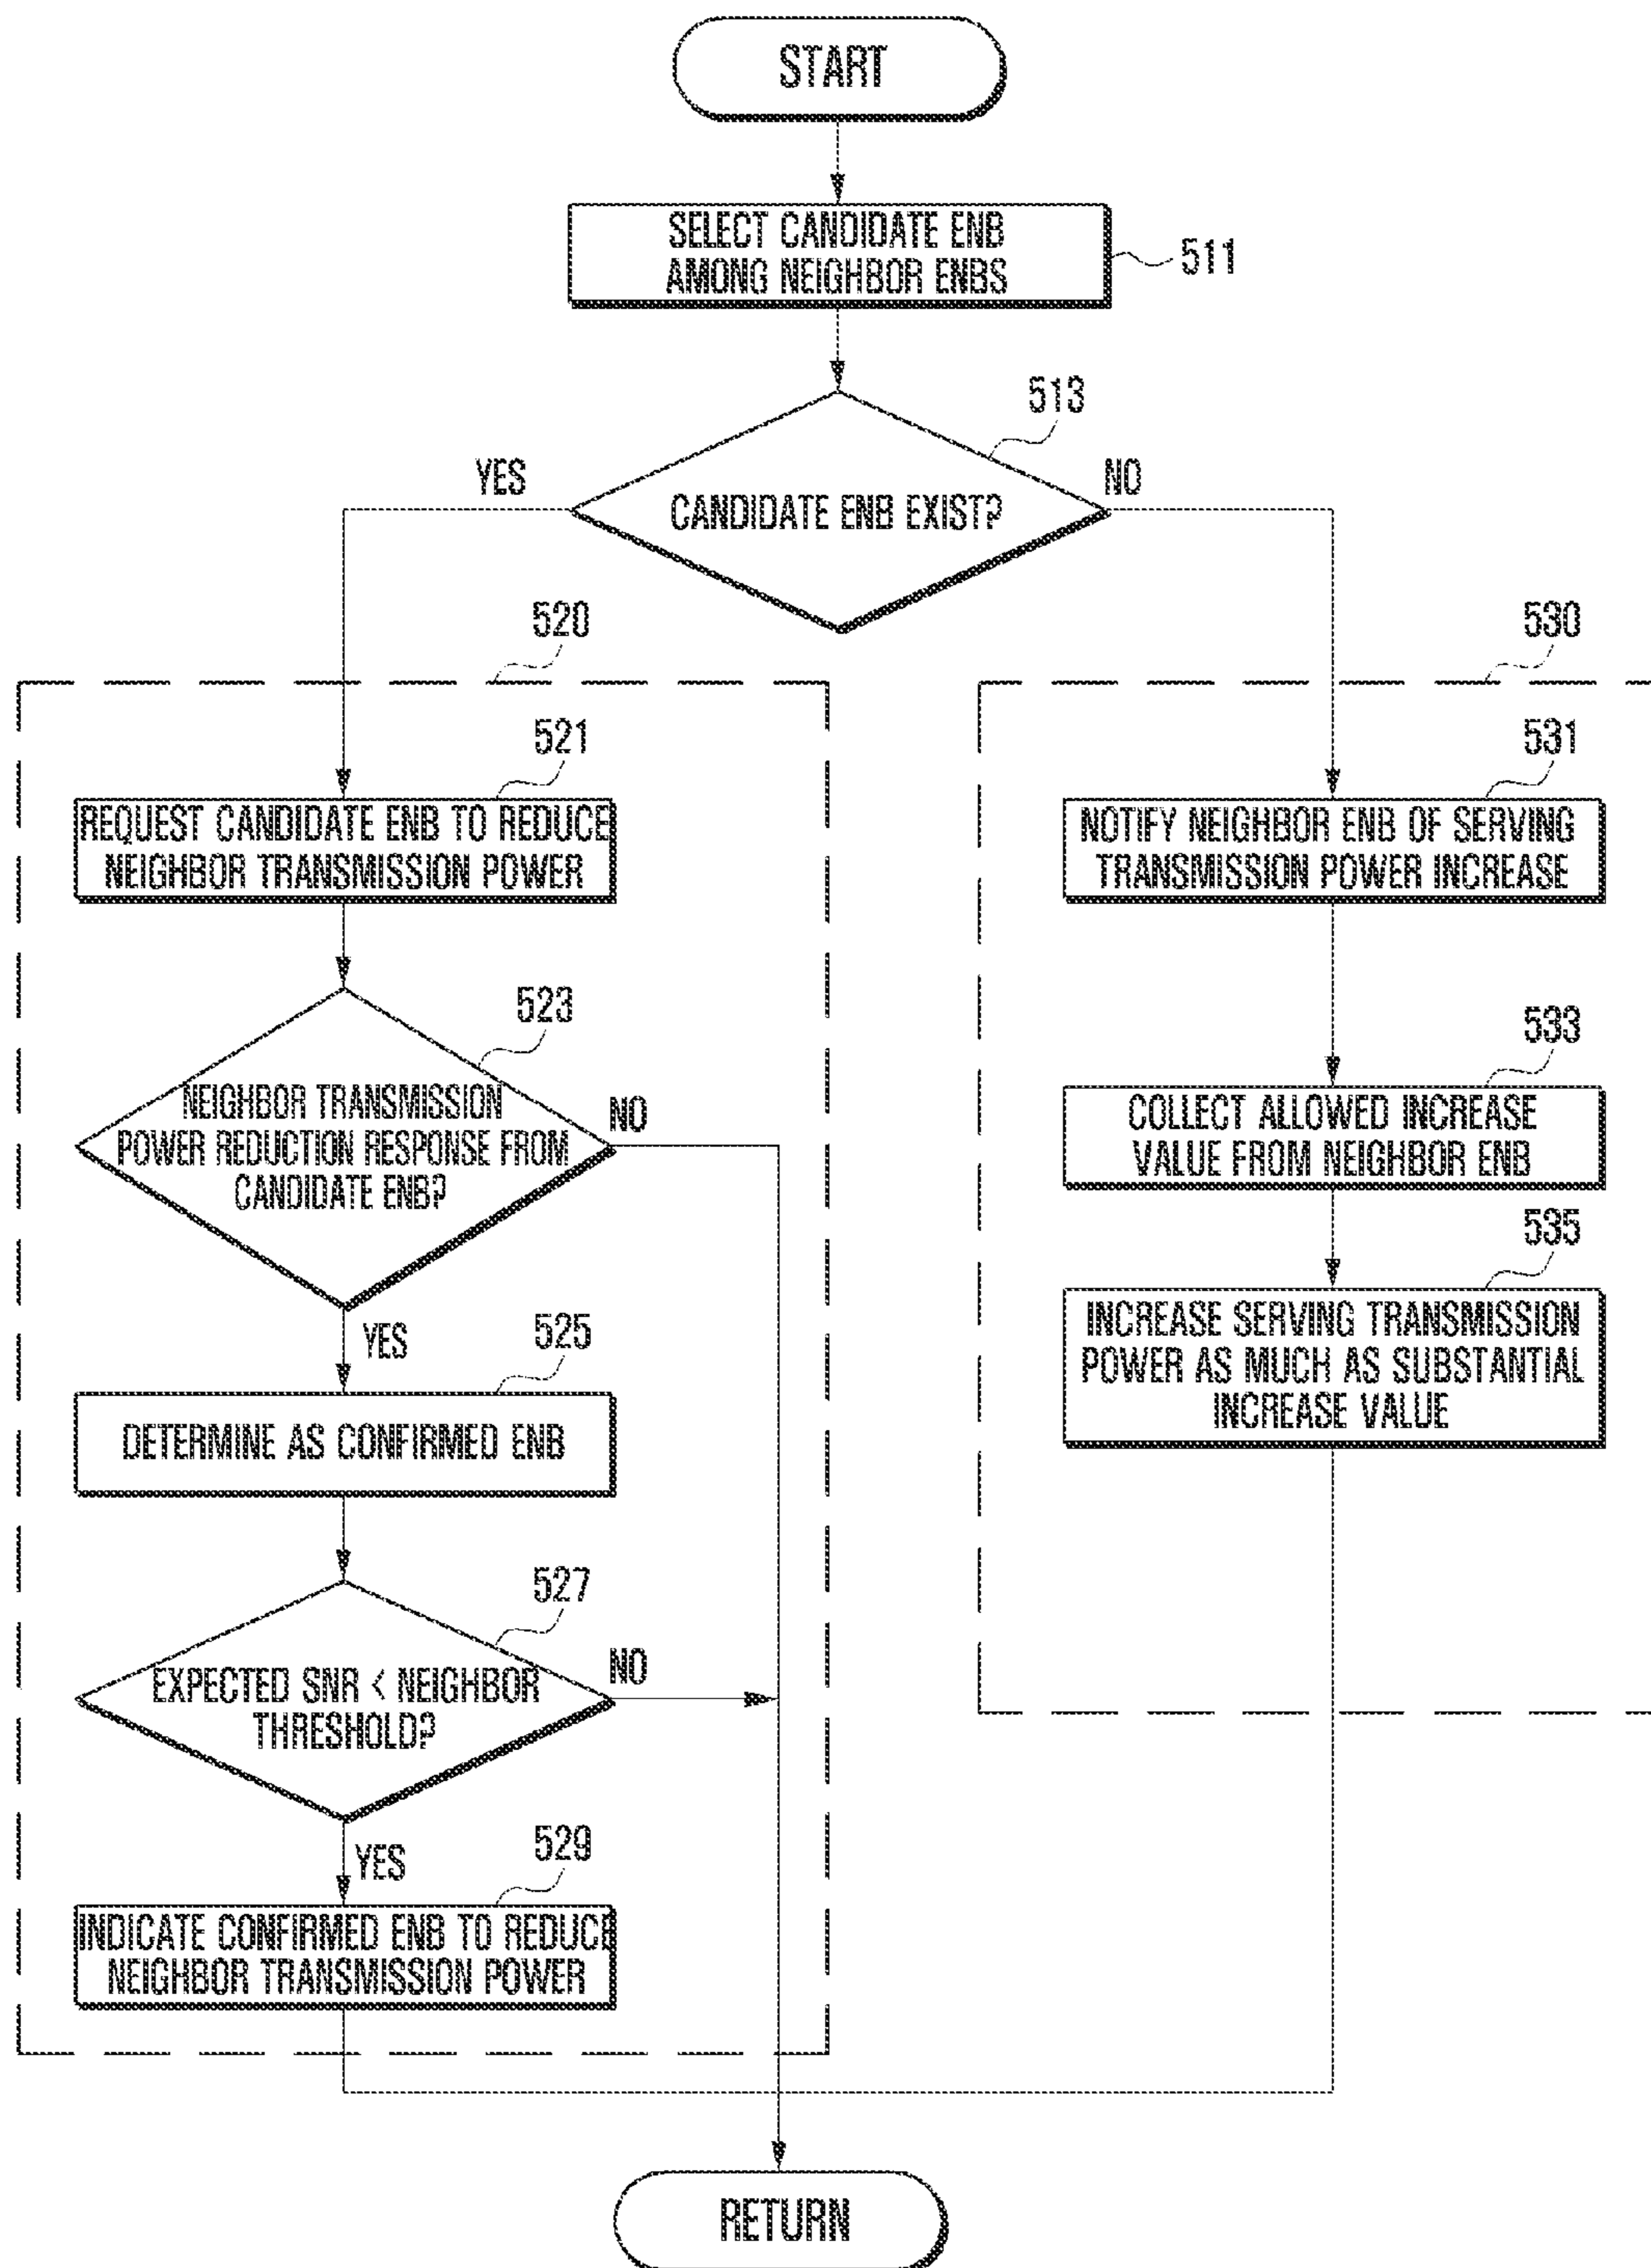 START
SELECT CANDIDATE ENB
AMONG NEIGHBOR ENBS
511
513
YES
NO
CANDIDATE ENB EXIST?
520
530
521
REQUEST CANDIDATE ENB TO REDUCE
NEIGHBOR TRANSMISSION POWER
523
NEIGHBOR TRANSMISSION
POWER REDUCTION RESPONSE FROM
CANDIDATE ENB?
NO
YES
525
DETERMINE AS CONFIRMED ENB
527
EXPECTED SNR < NEIGHBOR
THRESHOLD?
NO
YES
529
INDICATE CONFIRMED ENB TO REDUCE
NEIGHBOR TRANSMISSION POWER
531
NOTIFY NEIGHBOR ENB OF SERVING
TRANSMISSION POWER INCREASE
533
COLLECT ALLOWED INCREASE
VALUE FROM NEIGHBOR ENB
535
INCREASE SERVING TRANSMISSION
POWER AS MUCH AS SUBSTANTIAL
INCREASE VALUE
RETURN